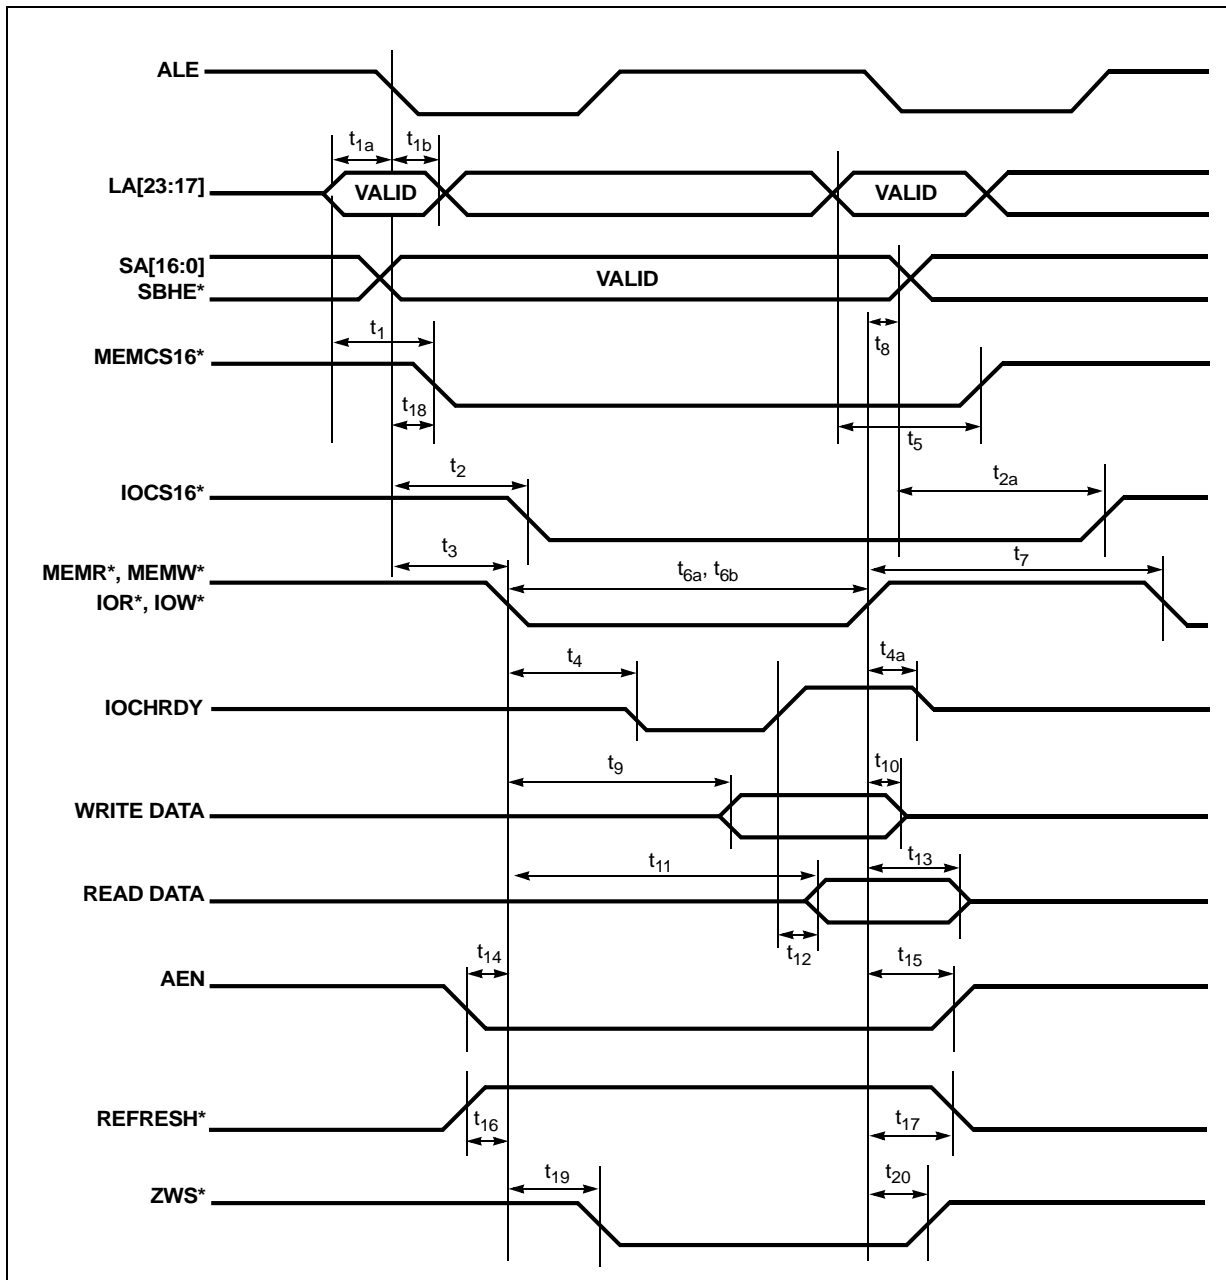 ALE
t1a
t1b
LA[23:17]
VALID
VALID
SA[16:0]
SBHE*
VALID
t1
t8
MEMCS16*
t18
t5
t2
t2a
IOCS16*
t3
t6a, t6b
t7
MEMR*, MEMW*
IOR*, IOW*
t4
t4a
IOCHRDY
t9
t10
WRITE DATA
t11
t13
READ DATA
t12
t14
t15
AEN
REFRESH*
t16
t17
t19
t20
ZWS*